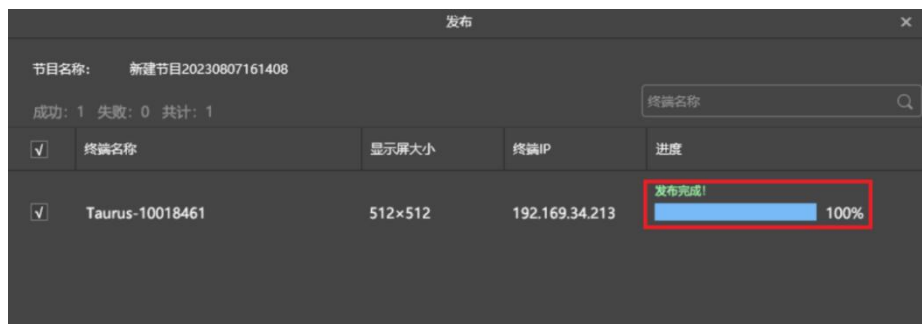 发布
节目名称: 新建节目20230807161408
成功: 1 失败: 0 共计: 1
终端名称
终端名称 显示屏大小 终端IP 进度
发布完成!
Taurus-10018461 512×512 192.169.34.213 100%